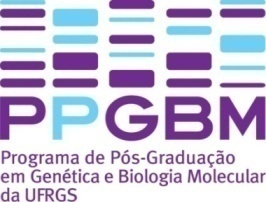 PPGBM
Programa de Pós-Graduação
em Genética e Biologia Molecular
da UFRGS